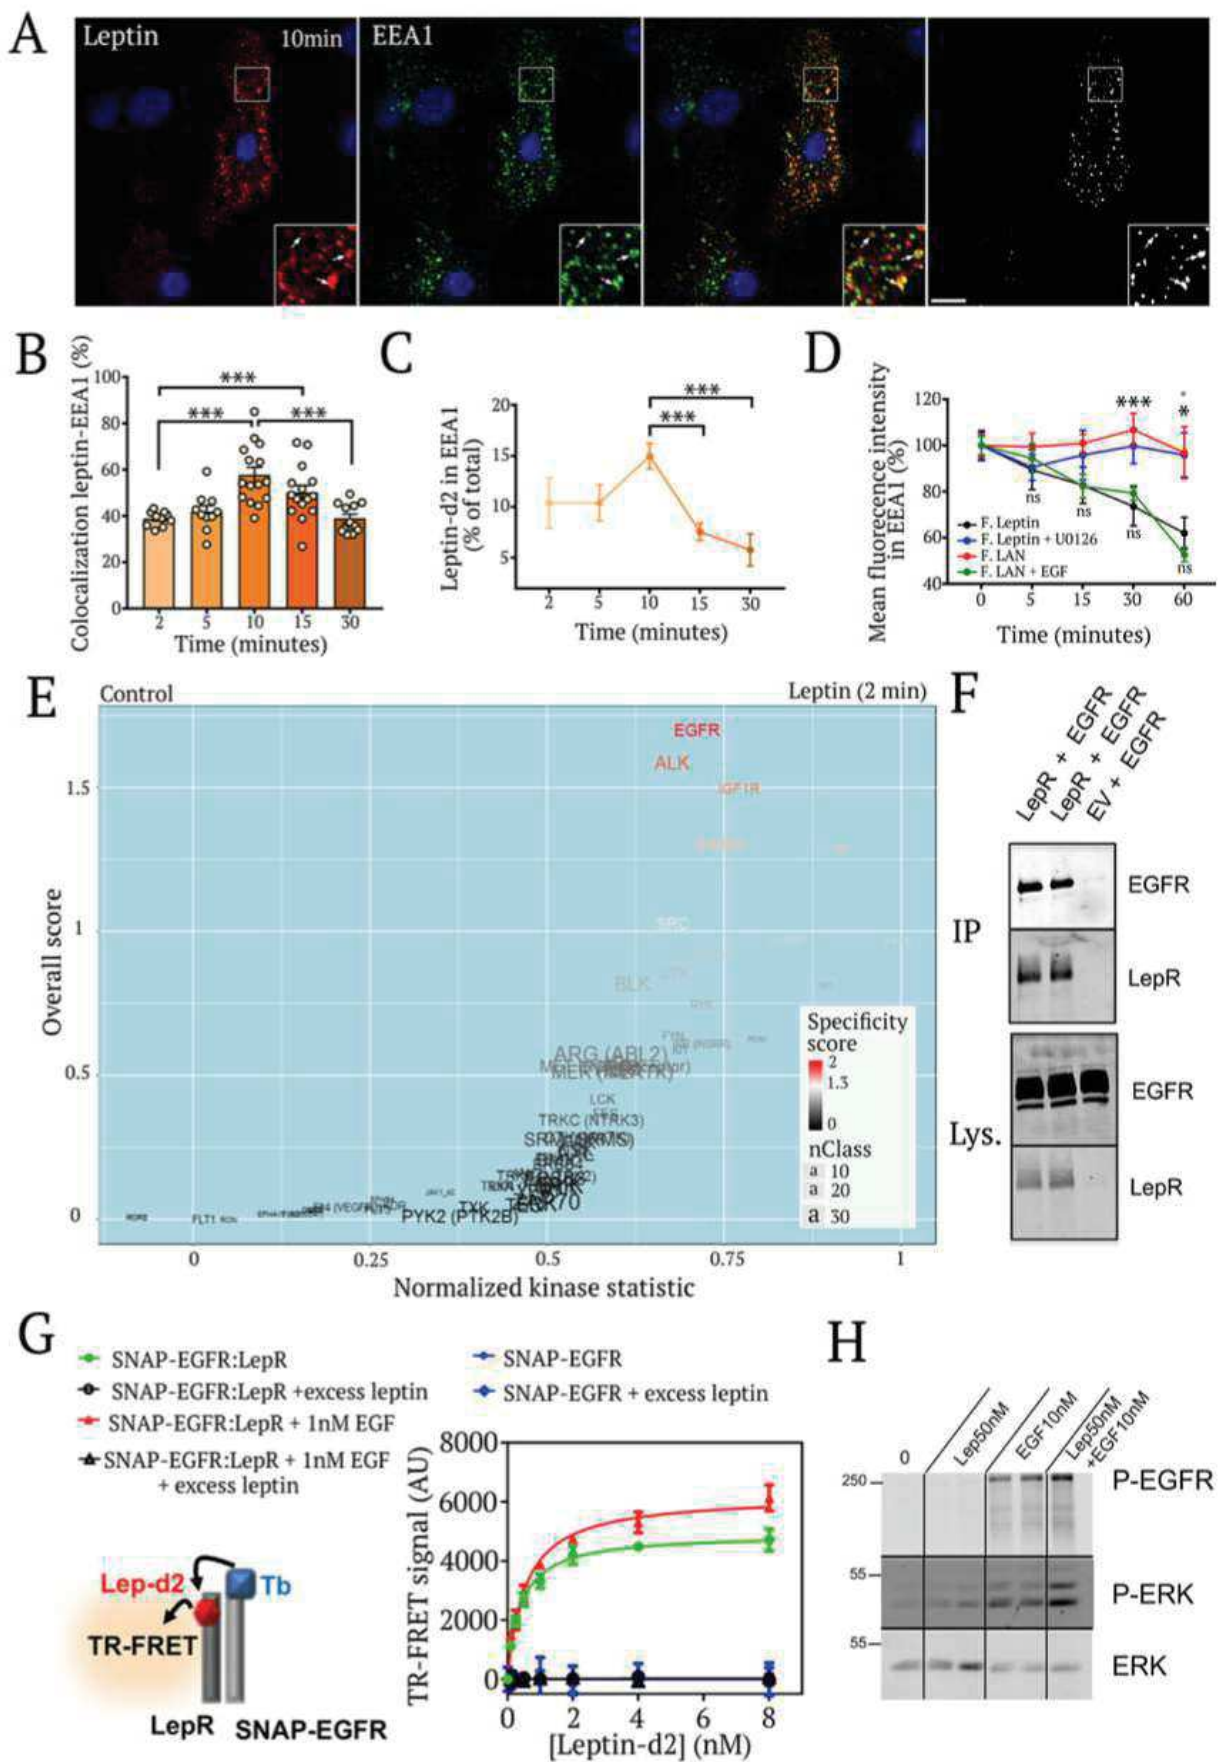 A
Leptin 10min EEA1
B
Colocalization leptin-EEA1 (%)
100
80
60
40
20
0
***
*** ***
2 5 10 15 30
Time (minutes)
C
Leptin-d2 in EEA1
(% of total)
20
15
10
5
***
***
2 5 10 15 30
Time (minutes)
D
Mean fluorecence intensity
in EEA1 (%)
120
100
80
60
40
*** *
ns ns ns ns
F. Leptin
F. Leptin + U0126
F. LAN
F. LAN + EGF
0 5 15 30 60
Time (minutes)
E
Control Leptin (2 min)
Overall score
1.5
1
0.5
0
EGFR
ALK
IGF1R
SRC
BLK
FYN
ARG (ABL2)
LCK
FES
TRKC (NTRK3)
TXK
PYK2 (PTK2B)
FLT1 RON
Specificity
score
2
1.3
0
nClass
a 10
a 20
a 30
0 0.25 0.5 0.75 1
Normalized kinase statistic
F
LepR + EGFR
LepR + EGFR
EV + EGFR
IP
EGFR
LepR
Lys.
EGFR
LepR
G
SNAP-EGFR:LepR
SNAP-EGFR:LepR +excess leptin
SNAP-EGFR:LepR + 1nM EGF
SNAP-EGFR:LepR + 1nM EGF
+ excess leptin
SNAP-EGFR
SNAP-EGFR + excess leptin
Lep-d2 Tb
TR-FRET
LepR SNAP-EGFR
TR-FRET signal (AU)
8000
6000
4000
2000
0
0 2 4 6 8
[Leptin-d2] (nM)
H
0
Lep50nM
EGF10nM
Lep50nM
+EGF10nM
250
P-EGFR
55
P-ERK
55
ERK